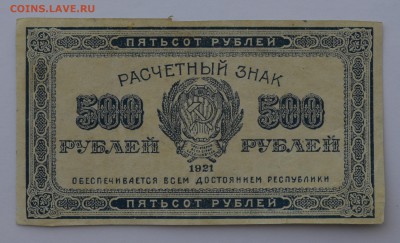 COINS.LAVE.RU
ПЯТЬСОТ РУБЛЕЙ
РАСЧЕТНЫЙ ЗНАК
500 500
РУБЛЕЙ РУБЛЕЙ
1921
ОБЕСПЕЧИВАЕТСЯ ВСЕМ ДОСТОЯНИЕМ РЕСПУБЛИКИ
ПЯТЬСОТ РУБЛЕЙ